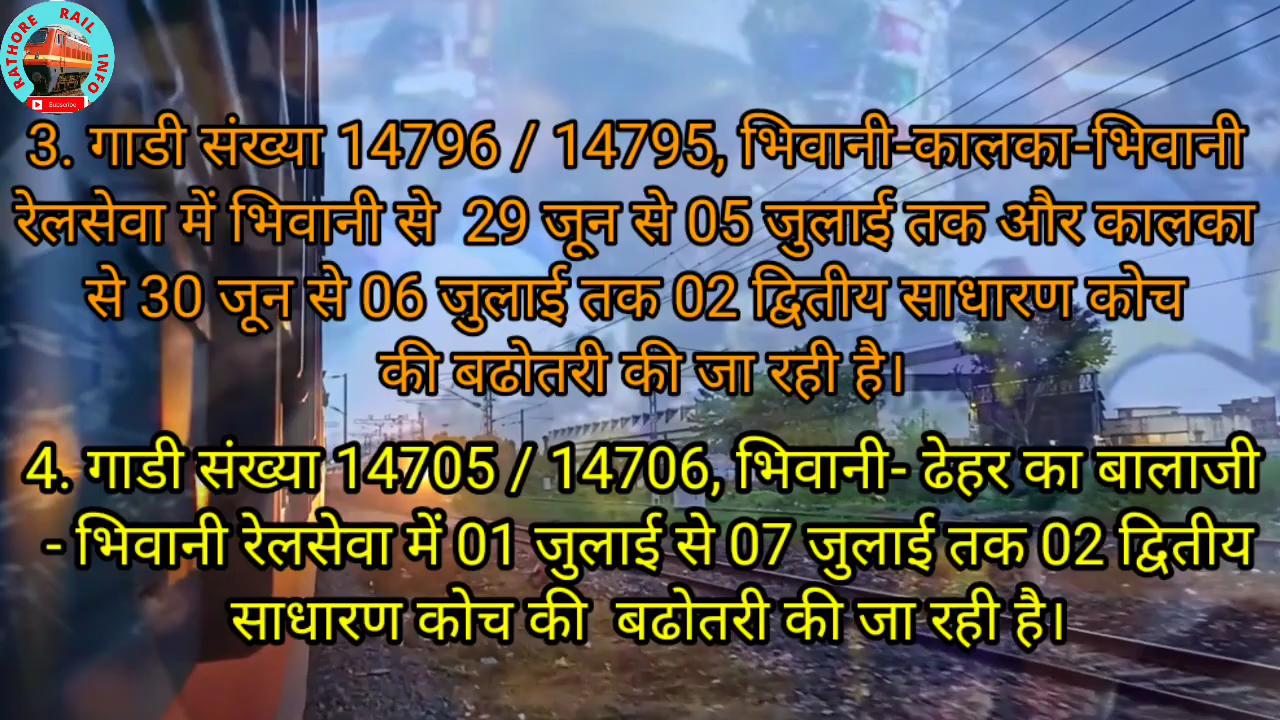 RATHORE RAIL INFO
Subscribe
3. गाडी संख्या 14796 / 14795, भिवानी-कालका-भिवानी
रेलसेवा में भिवानी से 29 जून से 05 जुलाई तक और कालका
से 30 जून से 06 जुलाई तक 02 द्वितीय साधारण कोच
की बढोतरी की जा रही है।
4. गाडी संख्या 14705 / 14706, भिवानी- ढेहर का बालाजी
- भिवानी रेलसेवा में 01 जुलाई से 07 जुलाई तक 02 द्वितीय
साधारण कोच की बढोतरी की जा रही है।